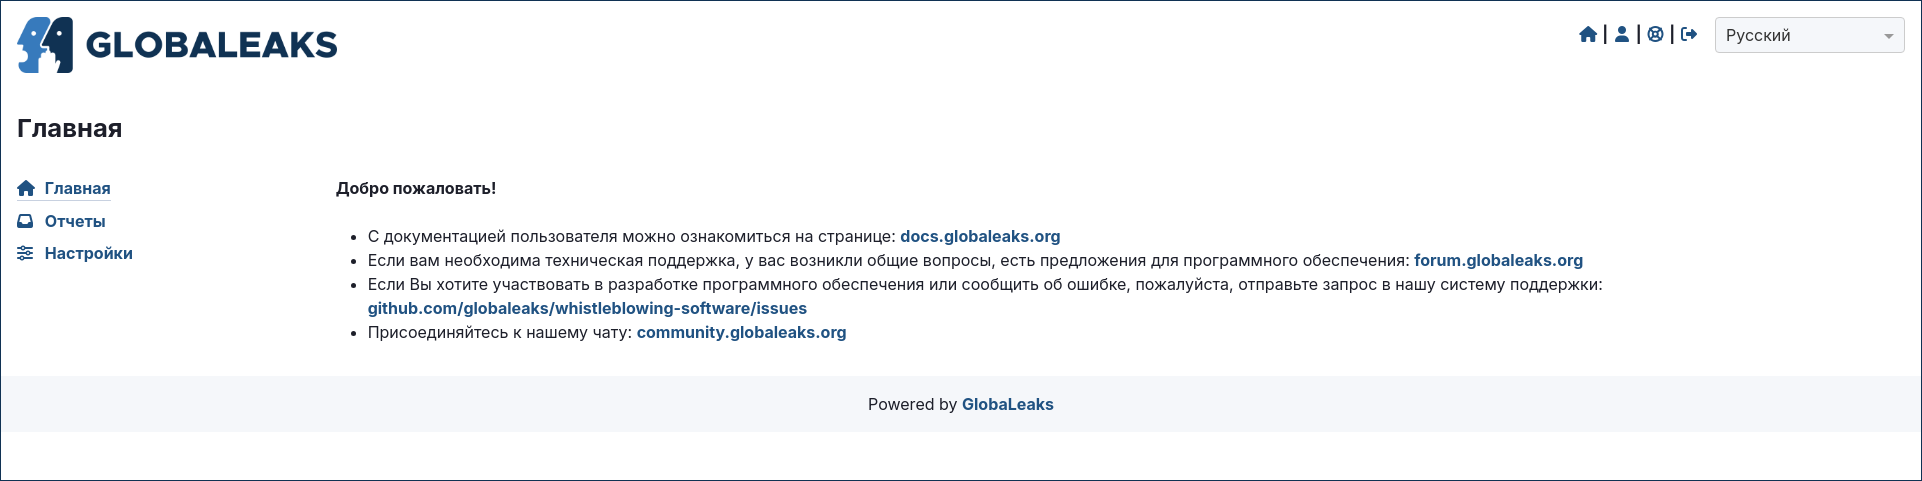 GLOBALEAKS
Русский
Главная
Главная
Отчеты
Настройки
Добро пожаловать!
С документацией пользователя можно ознакомиться на странице: docs.globaleaks.org
Если вам необходима техническая поддержка, у вас возникли общие вопросы, есть предложения для программного обеспечения: forum.globaleaks.org
Если Вы хотите участвовать в разработке программного обеспечения или сообщить об ошибке, пожалуйста, отправьте запрос в нашу систему поддержки:
github.com/globaleaks/whistleblowing-software/issues
Присоединяйтесь к нашему чату: community.globaleaks.org
Powered by GlobaLeaks